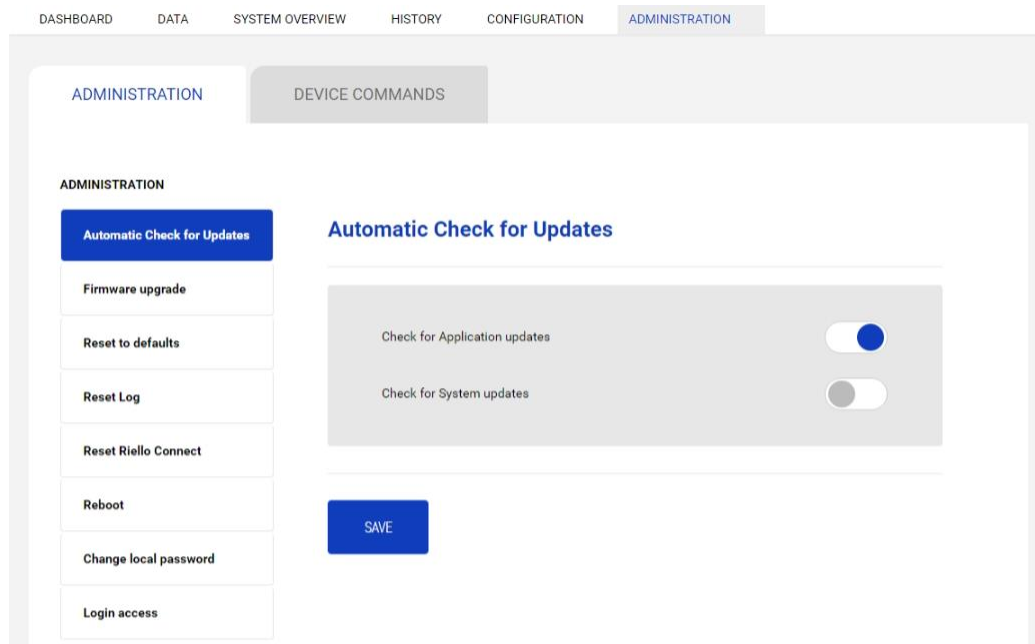 DASHBOARD DATA SYSTEM OVERVIEW HISTORY CONFIGURATION ADMINISTRATION
ADMINISTRATION DEVICE COMMANDS
ADMINISTRATION
Automatic Check for Updates
Firmware upgrade
Reset to defaults
Reset Log
Reset Riello Connect
Reboot
Change local password
Login access
Automatic Check for Updates
Check for Application updates
Check for System updates
SAVE